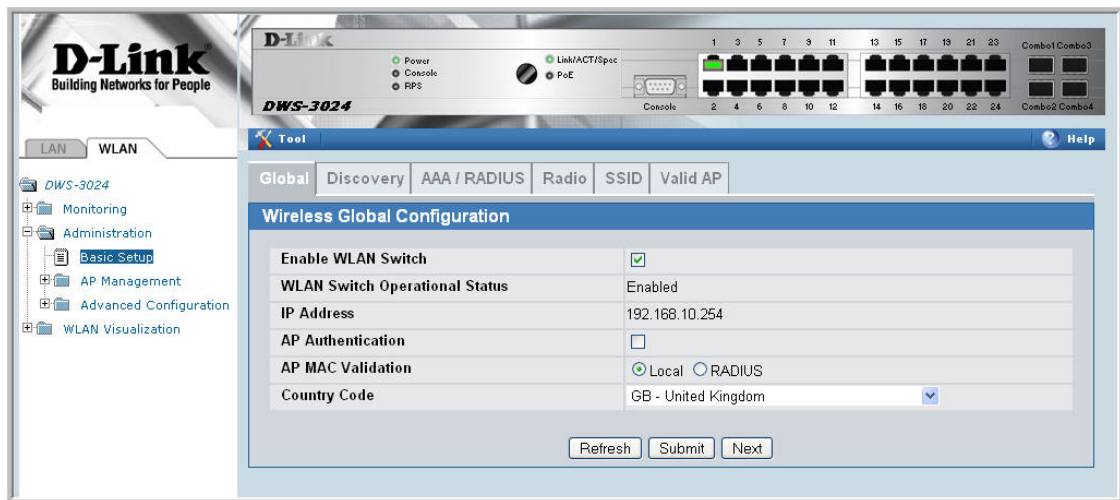 D-Link
Building Networks for People
D-Link
Power
Console
RPS
Link/ACT/Spee
PoE
DWS-3024
Console
1 3 5 7 9 11 13 15 17 19 21 23 Combo1 Combo3
2 4 6 8 10 12 14 16 18 20 22 24 Combo2 Combo4
LAN WLAN
Tool Help
DWS-3024
Monitoring
Administration
Basic Setup
AP Management
Advanced Configuration
WLAN Visualization
Global Discovery AAA / RADIUS Radio SSID Valid AP
Wireless Global Configuration
Enable WLAN Switch
WLAN Switch Operational Status Enabled
IP Address 192.168.10.254
AP Authentication
AP MAC Validation Local RADIUS
Country Code GB - United Kingdom
Refresh Submit Next